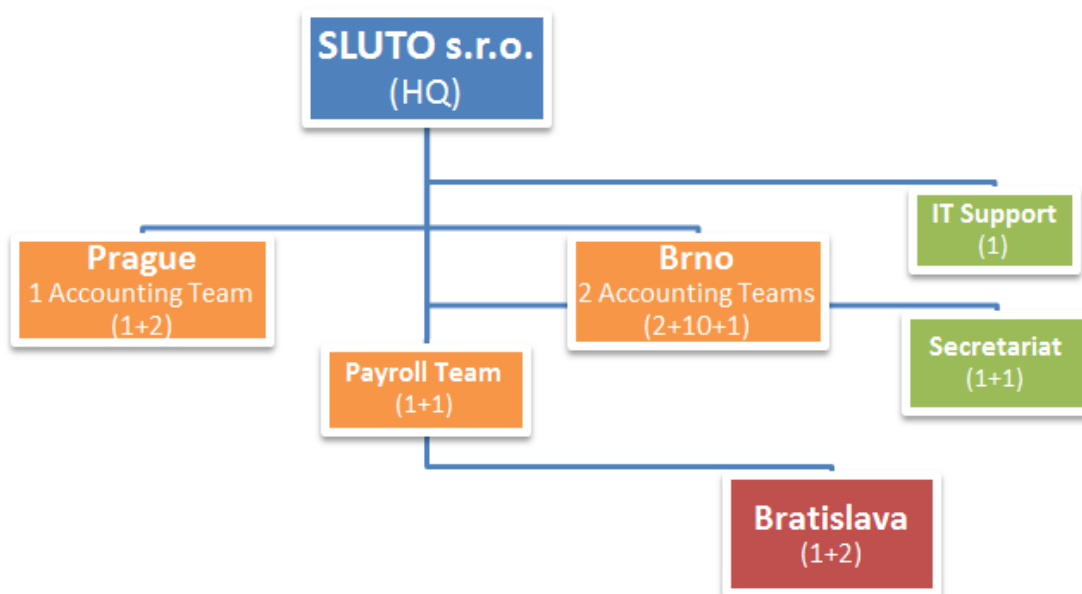 SLUTO s.r.o.
(HQ)
IT Support
(1)
Prague
1 Accounting Team
(1+2)
Brno
2 Accounting Teams
(2+10+1)
Secretariat
(1+1)
Payroll Team
(1+1)
Bratislava
(1+2)